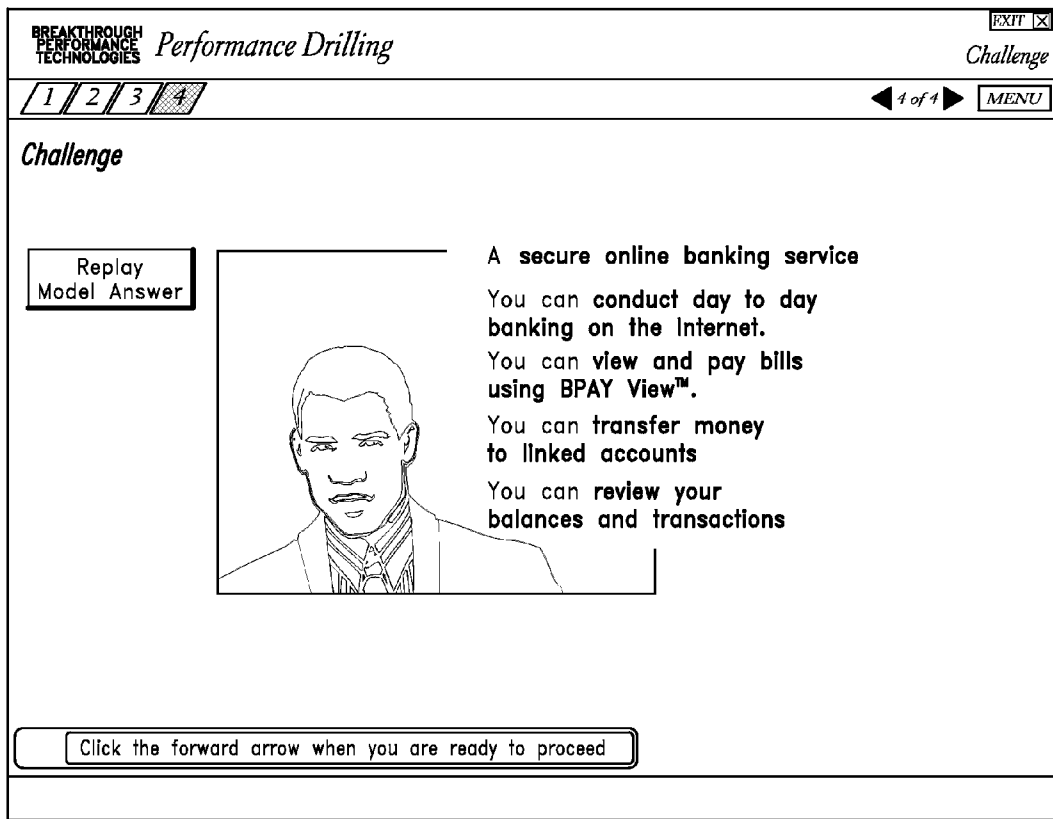 BREAKTHROUGH
PERFORMANCE
TECHNOLOGIES
Performance Drilling
EXIT
Challenge
1 2 3 4
4 of 4
MENU
Challenge
Replay
Model Answer
A secure online banking service
You can conduct day to day
banking on the Internet.
You can view and pay bills
using BPAY View™.
You can transfer money
to linked accounts
You can review your
balances and transactions
Click the forward arrow when you are ready to proceed